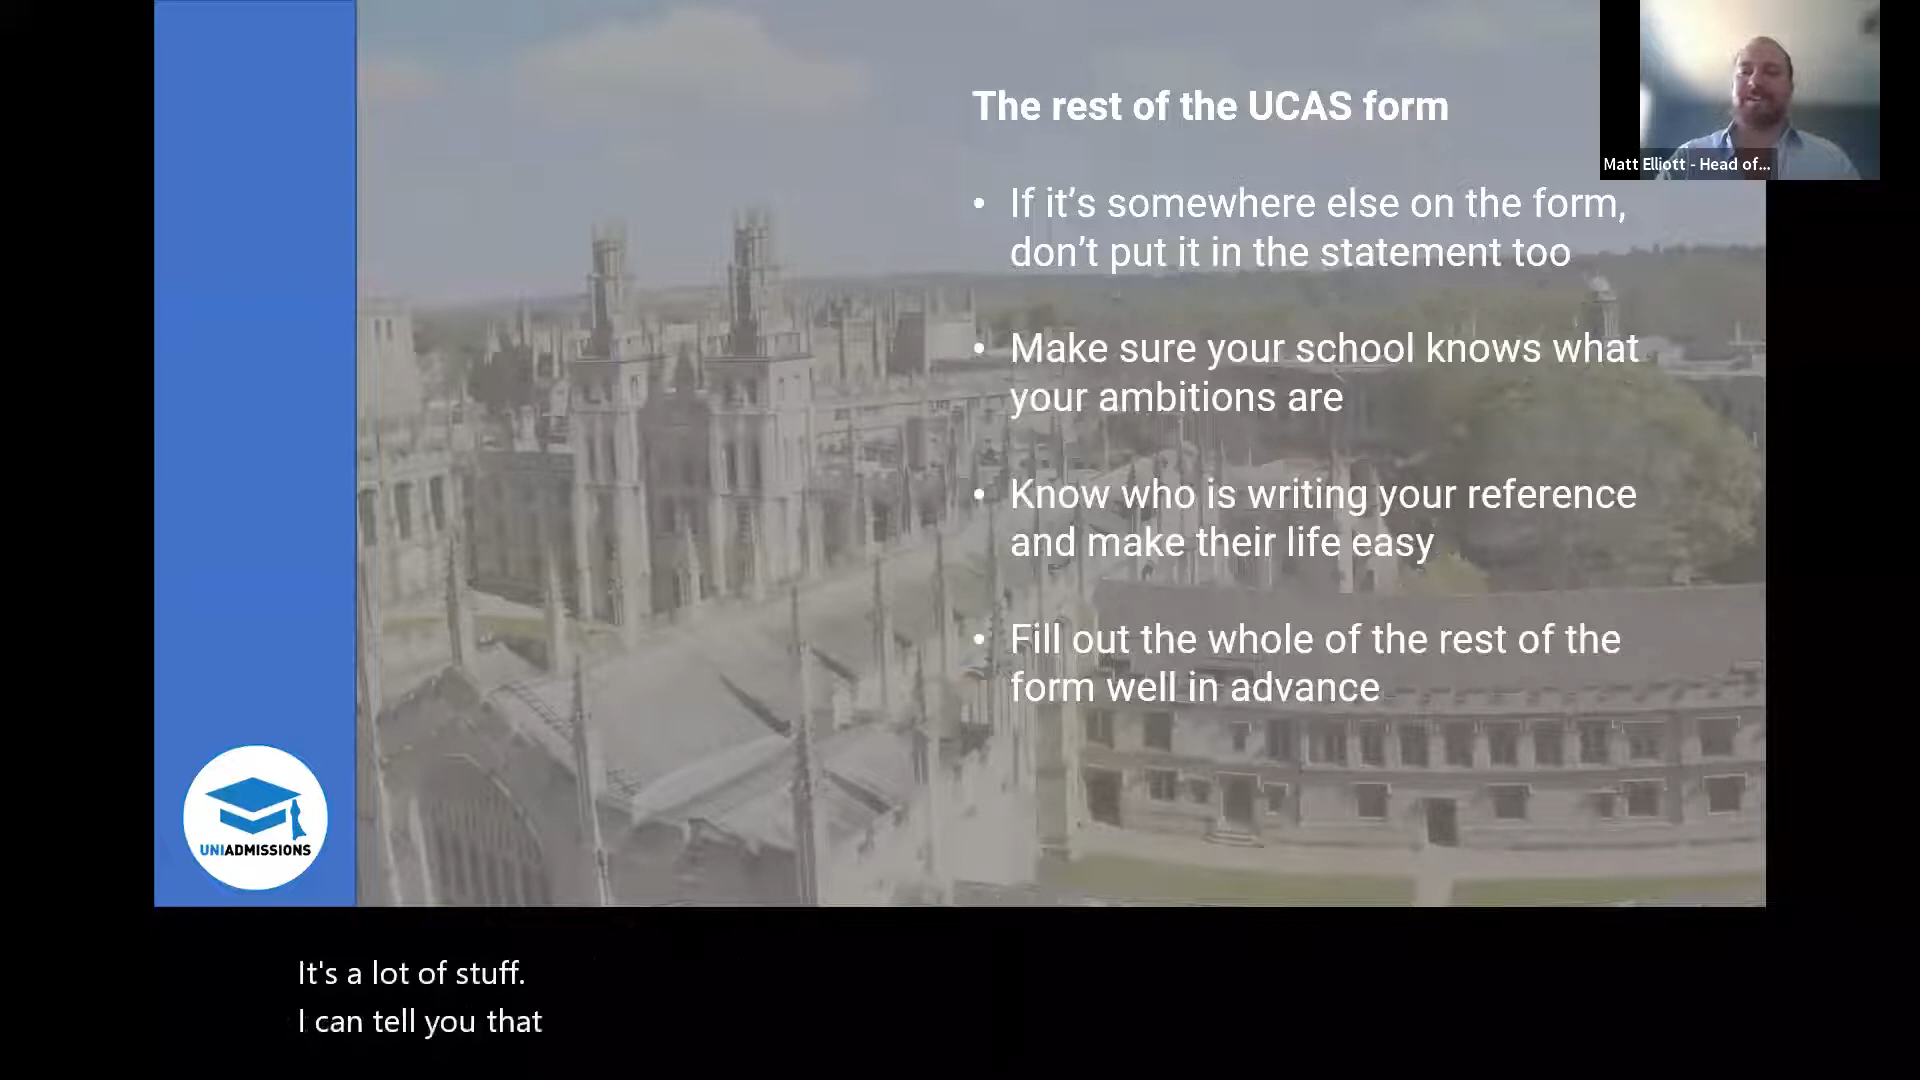 The rest of the UCAS form
Matt Elliott - Head of...
• If it’s somewhere else on the form,
don’t put it in the statement too
• Make sure your school knows what
your ambitions are
• Know who is writing your reference
and make their life easy
• Fill out the whole of the rest of the
form well in advance
UNIADMISSIONS
It's a lot of stuff.
I can tell you that